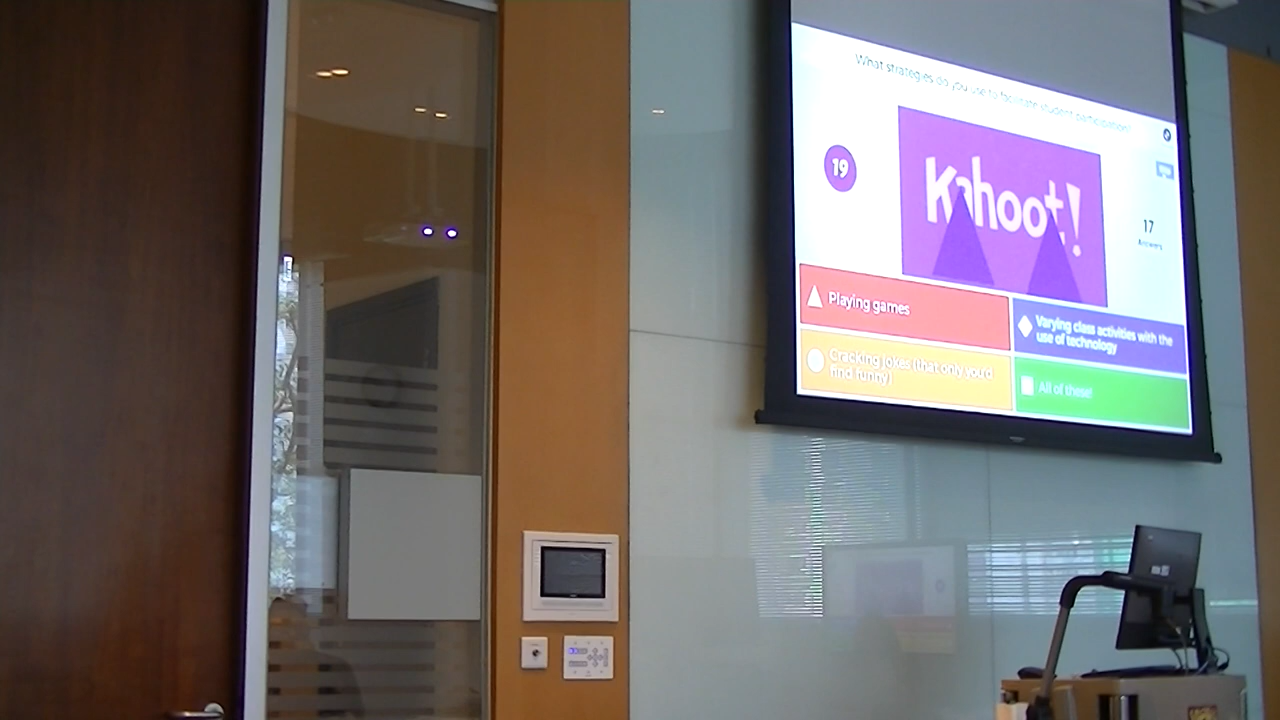 What strategies do you use to facilitate student participation?
19
Kahoot!
17
Answers
Playing games
Varying class activities with the
use of technology
Cracking jokes (that only you'd
find funny)
All of these!